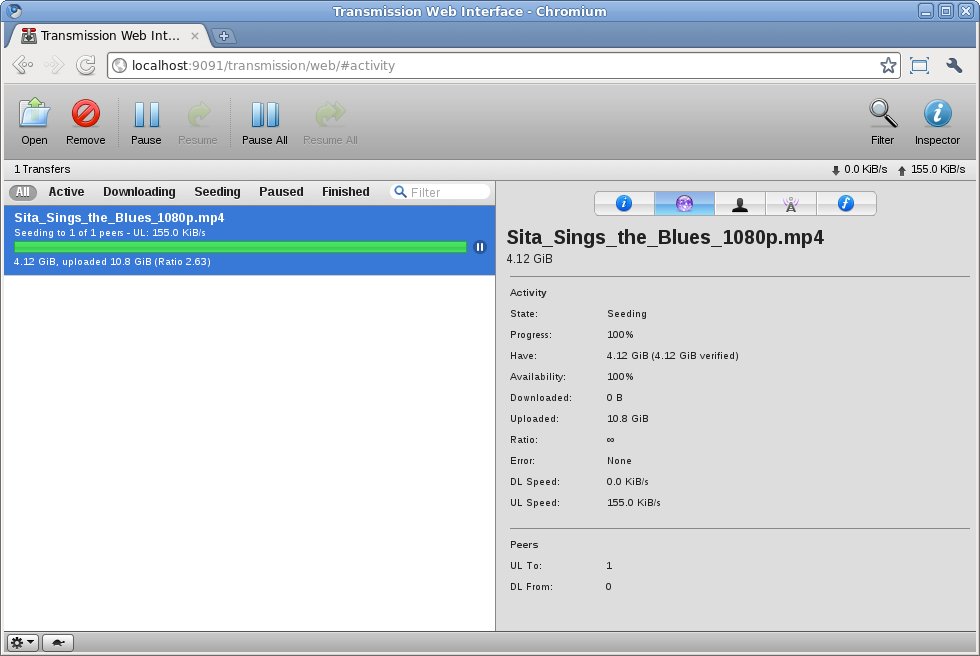 Transmission Web Interface - Chromium
Transmission Web Int...
localhost:9091/transmission/web/#activity
Open Remove Pause Resume Pause All Resume All Filter Inspector
1 Transfers 0.0 KiB/s 155.0 KiB/s
All Active Downloading Seeding Paused Finished Filter
Sita_Sings_the_Blues_1080p.mp4
Seeding to 1 of 1 peers - UL: 155.0 KiB/s
4.12 GiB, uploaded 10.8 GiB (Ratio 2.63)
Sita_Sings_the_Blues_1080p.mp4
4.12 GiB
Activity
State: Seeding
Progress: 100%
Have: 4.12 GiB (4.12 GiB verified)
Availability: 100%
Downloaded: 0 B
Uploaded: 10.8 GiB
Ratio: ∞
Error: None
DL Speed: 0.0 KiB/s
UL Speed: 155.0 KiB/s
Peers
UL To: 1
DL From: 0